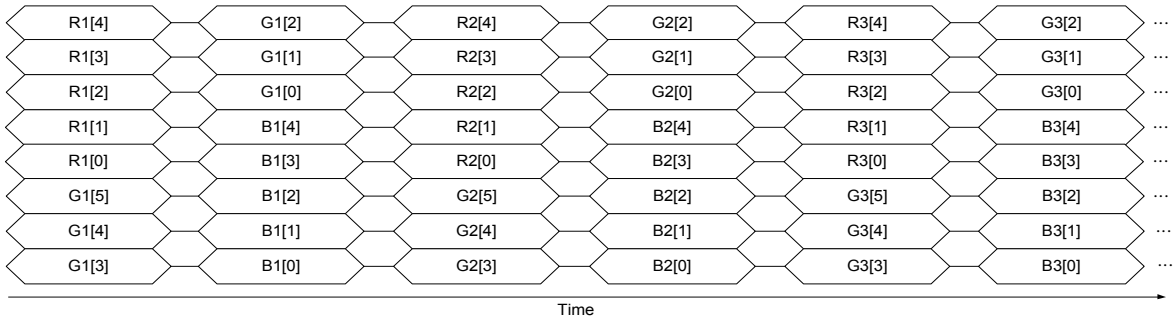 R1[4] G1[2] R2[4] G2[2] R3[4] G3[2] ...
R1[3] G1[1] R2[3] G2[1] R3[3] G3[1] ...
R1[2] G1[0] R2[2] G2[0] R3[2] G3[0] ...
R1[1] B1[4] R2[1] B2[4] R3[1] B3[4] ...
R1[0] B1[3] R2[0] B2[3] R3[0] B3[3] ...
G1[5] B1[2] G2[5] B2[2] G3[5] B3[2] ...
G1[4] B1[1] G2[4] B2[1] G3[4] B3[1] ...
G1[3] B1[0] G2[3] B2[0] G3[3] B3[0] ...
Time